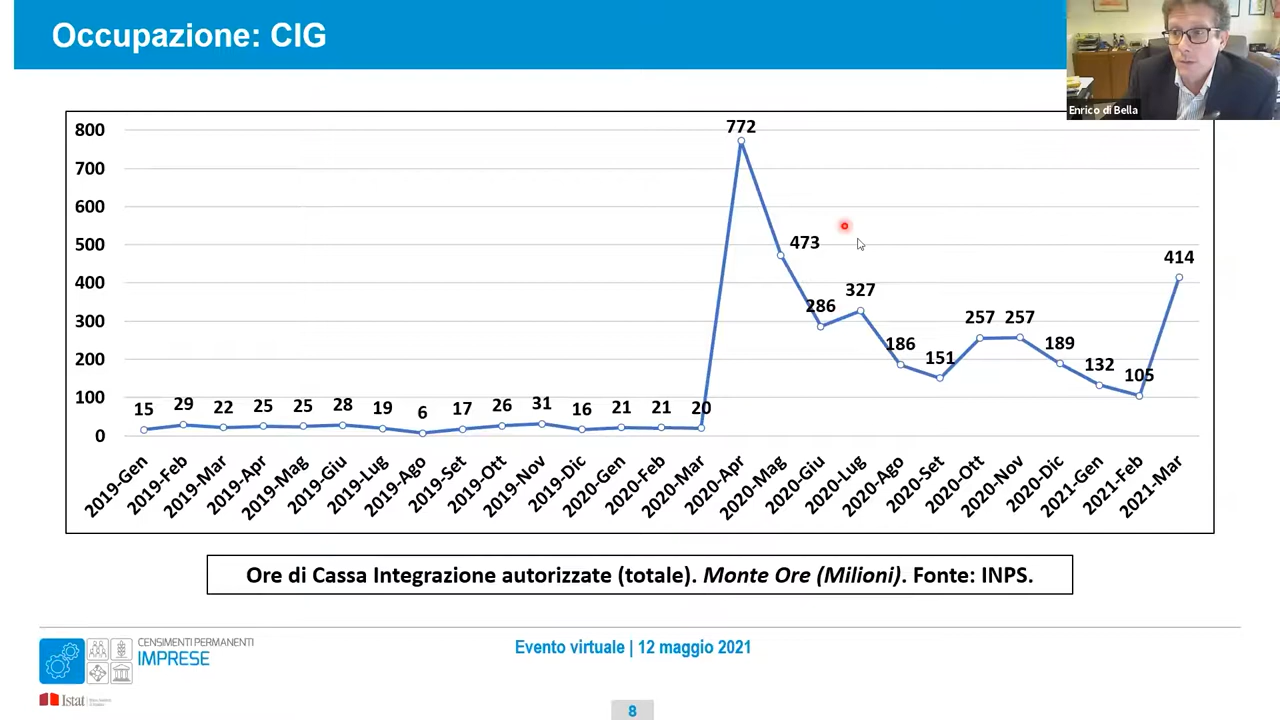 Occupazione: CIG
Enrico di Bella
800
700
600
500
400
300
200
100
0
15
29
22
25
25
28
19
6
17
26
31
16
21
21
20
772
473
286
327
186
151
257
257
189
132
105
414
2019-Gen
2019-Feb
2019-Mar
2019-Apr
2019-Mag
2019-Giu
2019-Lug
2019-Ago
2019-Set
2019-Ott
2019-Nov
2019-Dic
2020-Gen
2020-Feb
2020-Mar
2020-Apr
2020-Mag
2020-Giu
2020-Lug
2020-Ago
2020-Set
2020-Ott
2020-Nov
2020-Dic
2021-Gen
2021-Feb
2021-Mar
Ore di Cassa Integrazione autorizzate (totale). Monte Ore (Milioni). Fonte: INPS.
CENSIMENTI PERMANENTI
IMPRESE
Istat
Evento virtuale | 12 maggio 2021
8